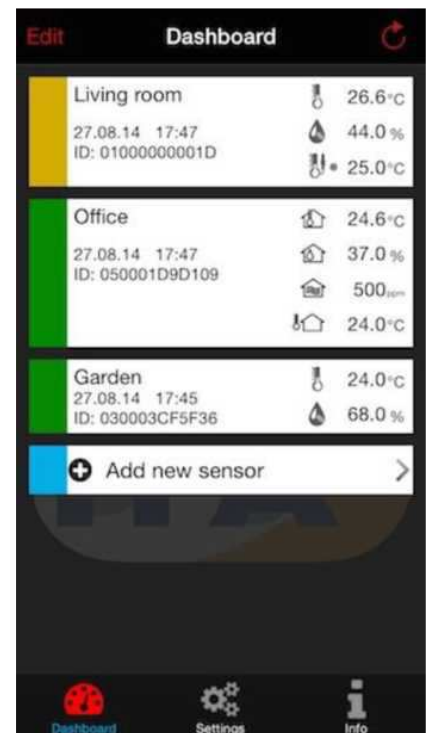 Edit Dashboard
Living room 26.6°C
27.08.14 17:47 44.0 %
ID: 01000000001D
25.0°C
Office 24.6°C
27.08.14 17:47 37.0 %
ID: 050001D9D109
500 ppm
24.0°C
Garden 24.0°C
27.08.14 17:45
ID: 030003CF5F36 68.0 %
Add new sensor
Dashboard Settings Info